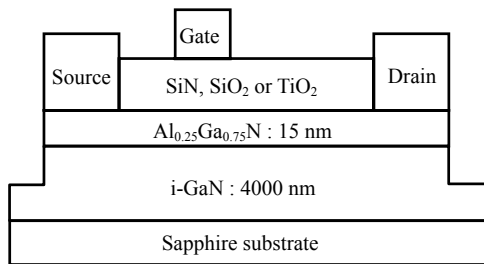 Gate
Source
SiN, SiO₂ or TiO₂
Drain
Al₀.₂₅Ga₀.₇₅N : 15 nm
i-GaN : 4000 nm
Sapphire substrate